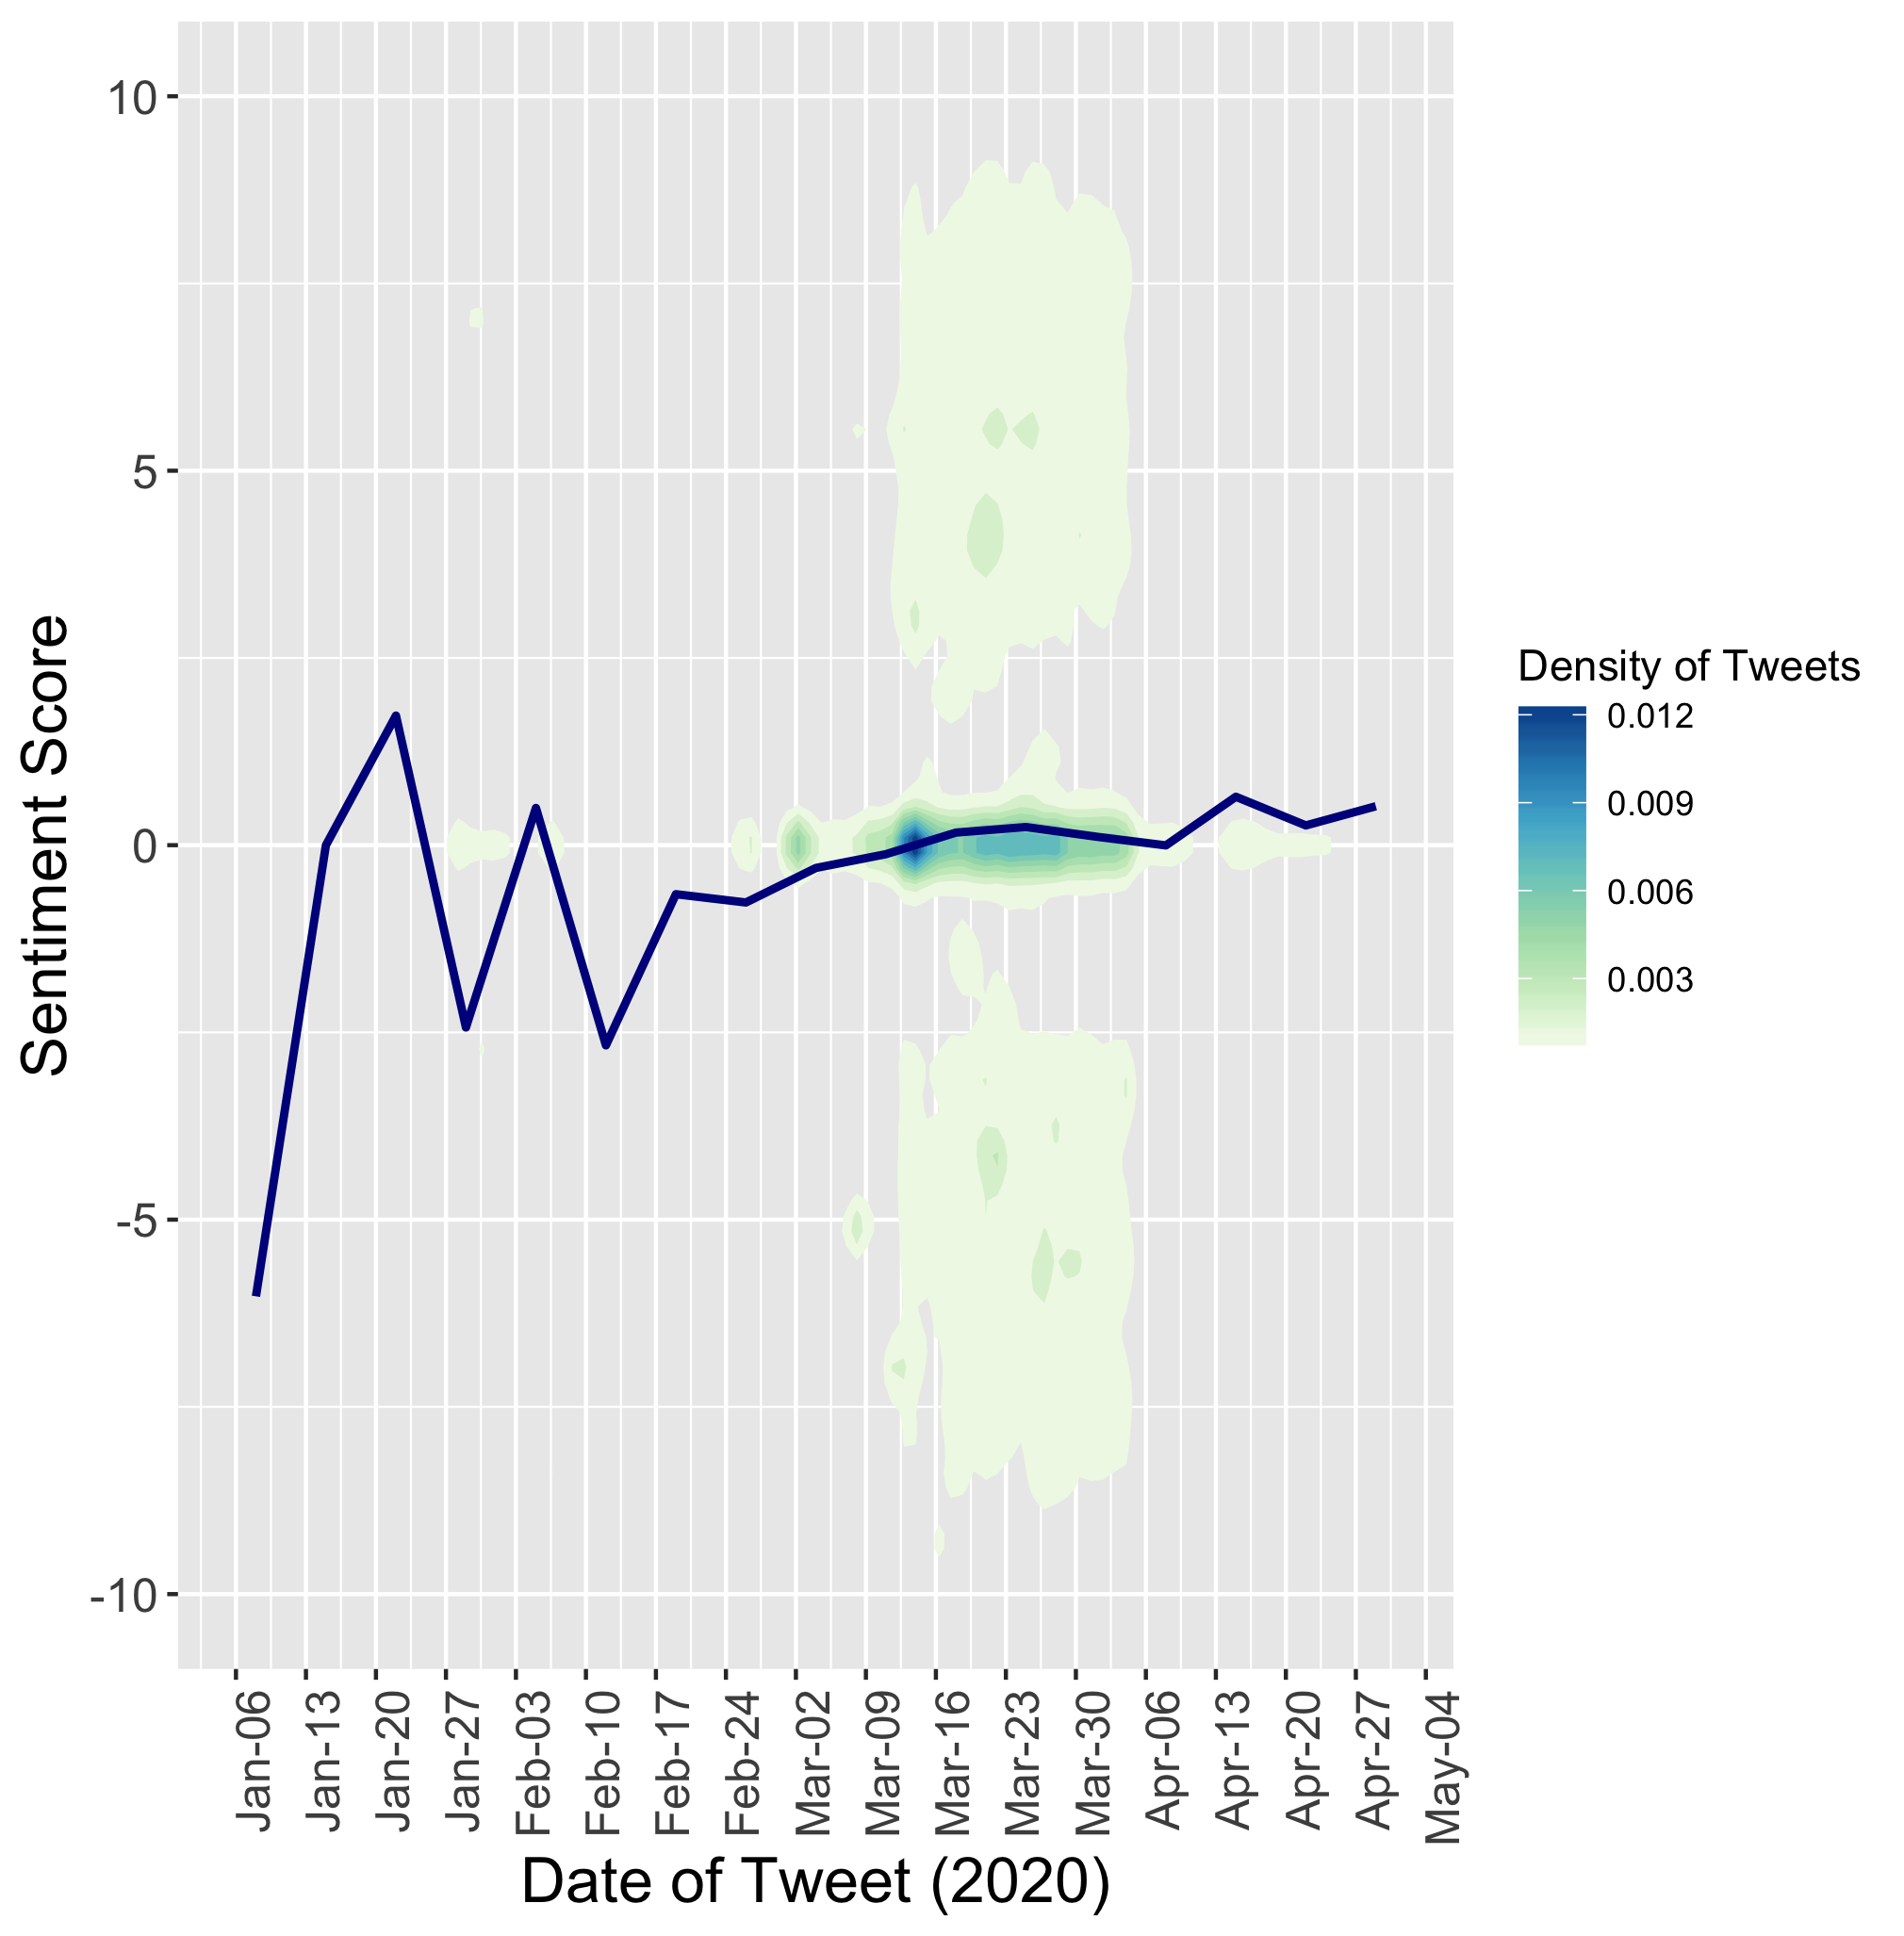 10
5
0
-5
-10
Sentiment Score
Jan-06
Jan-13
Jan-20
Jan-27
Feb-03
Feb-10
Feb-17
Feb-24
Mar-02
Mar-09
Mar-16
Mar-23
Mar-30
Apr-06
Apr-13
Apr-20
Apr-27
May-04
Date of Tweet (2020)
Density of Tweets
0.012
0.009
0.006
0.003